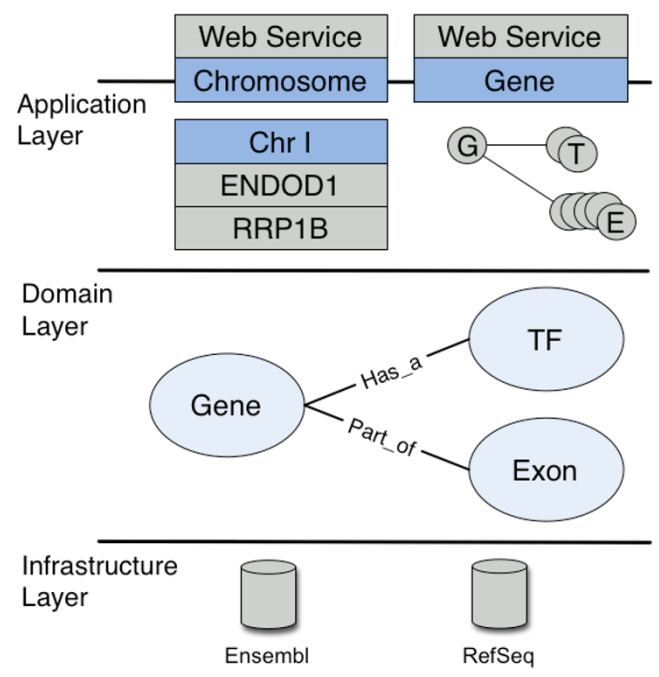 Web Service
Web Service
Chromosome
Gene
Application
Layer
Chr I
ENDOD1
RRP1B
G
T
E
Domain
Layer
Gene
Has_a
Part_of
TF
Exon
Infrastructure
Layer
Ensembl
RefSeq